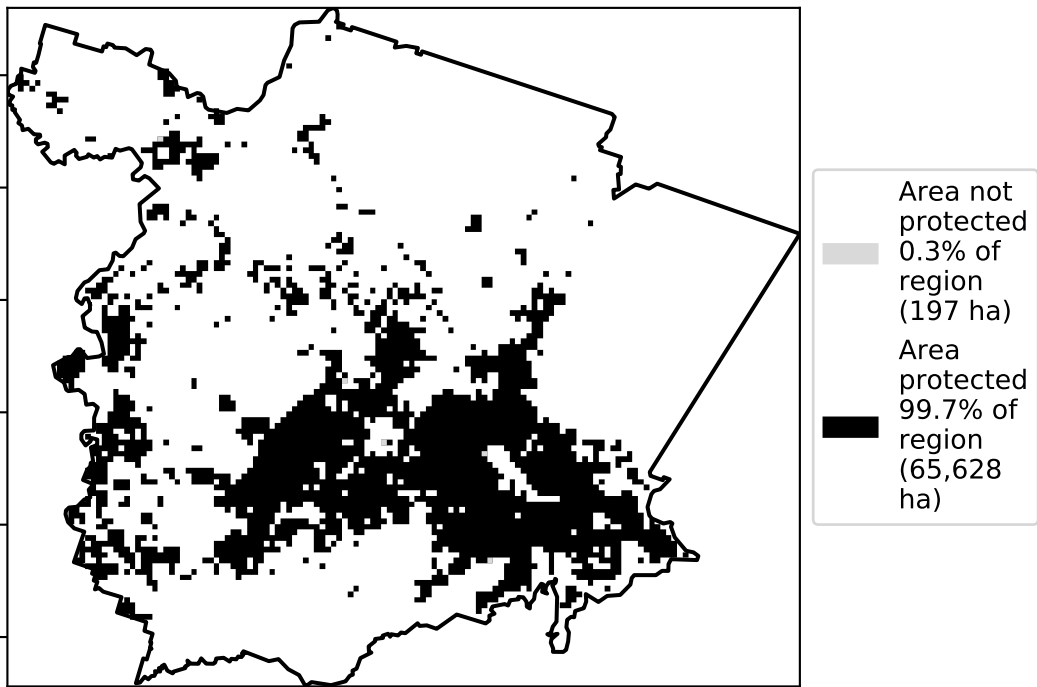 Area not
protected
0.3% of
region
(197 ha)
Area
protected
99.7% of
region
(65,628
ha)